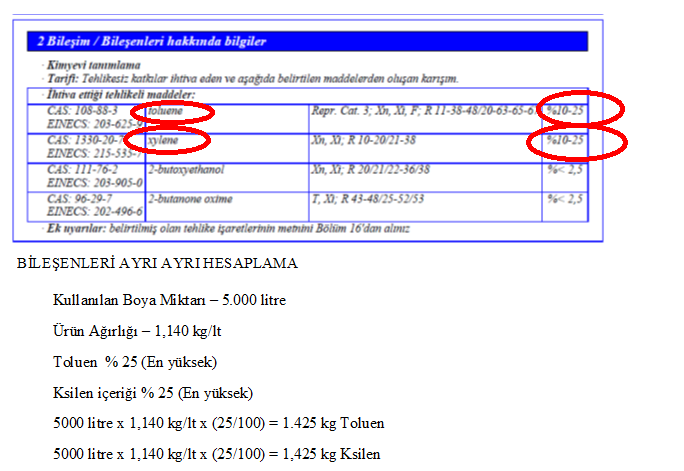 2 Bileşim / Bileşenleri hakkında bilgiler
· Kimyevi tanımlama
· Tarifi: Tehlikesiz katkılar ihtiva eden ve aşağıda belirtilen maddelerden oluşan karışım.
· İhtiva ettiği tehlikeli maddeler:
CAS: 108-88-3 toluene Repr. Cat. 3; Xn, Xi, F; R 11-38-48/20-63-65-6 %10-25
EINECS: 203-625-9
CAS: 1330-20-7 xylene Xn, Xi; R 10-20/21-38 %10-25
EINECS: 215-535-7
CAS: 111-76-2 2-butoxyethanol Xn, Xi; R 20/21/22-36/38 %< 2,5
EINECS: 203-905-0
CAS: 96-29-7 2-butanone oxime T, Xi; R 43-48/25-52/53 %< 2,5
EINECS: 202-496-6
· Ek uyarılar: belirtilmiş olan tehlike işaretlerinin metnini Bölüm 16'dan alınız
BİLEŞENLERİ AYRI AYRI HESAPLAMA
Kullanılan Boya Miktarı – 5.000 litre
Ürün Ağırlığı – 1,140 kg/lt
Toluen % 25 (En yüksek)
Ksilen içeriği % 25 (En yüksek)
5000 litre x 1,140 kg/lt x (25/100) = 1.425 kg Toluen
5000 litre x 1,140 kg/lt x (25/100) = 1,425 kg Ksilen